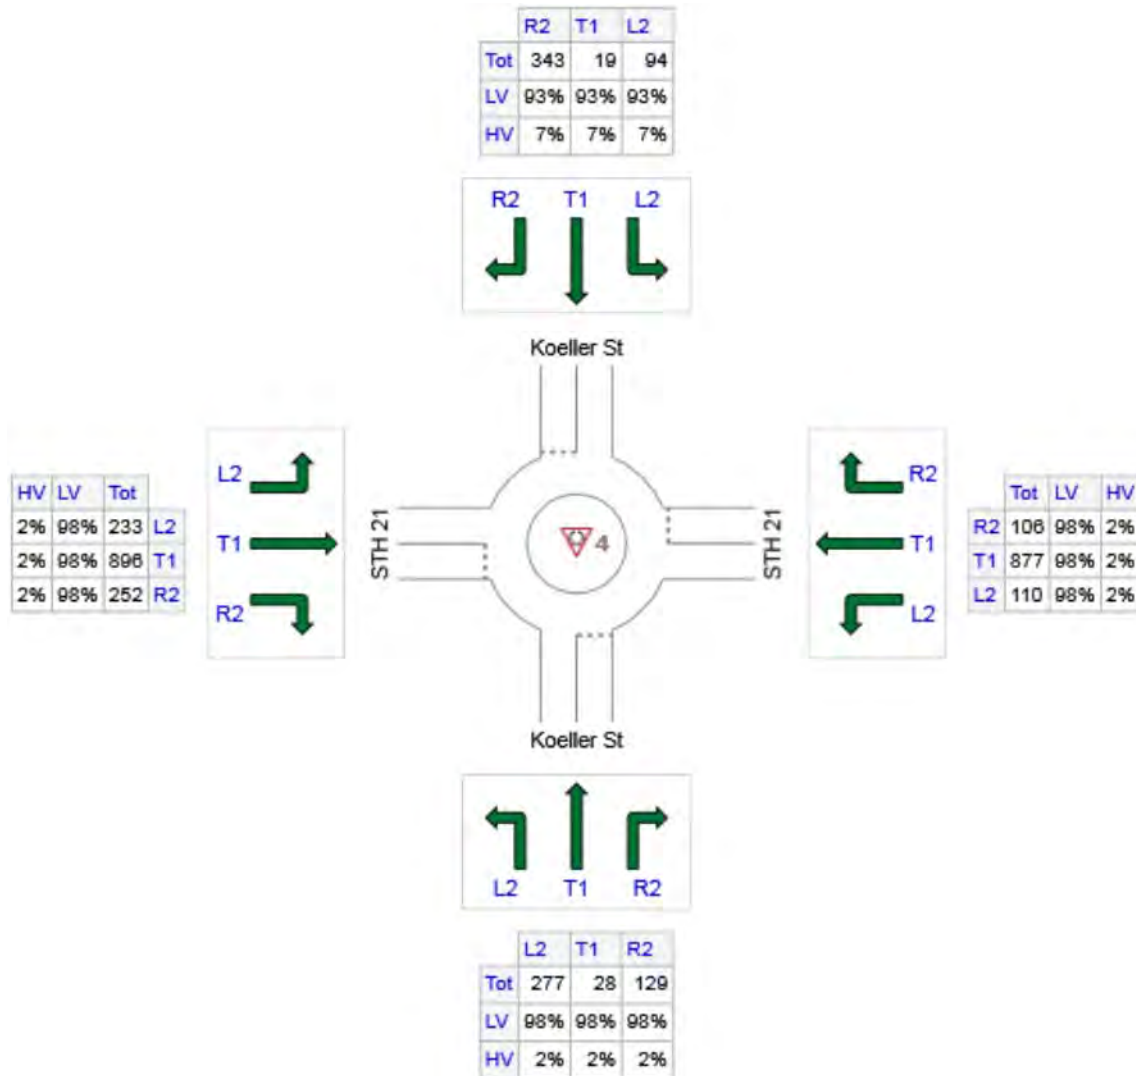 R2 T1 L2
Tot 343 19 94
LV 93% 93% 93%
HV 7% 7% 7%
R2 T1 L2
Koeller St
HV LV Tot
2% 98% 233 L2
2% 98% 896 T1
2% 98% 252 R2
L2
T1
R2
STH 21
4
STH 21
R2
T1
L2
Tot LV HV
R2 106 98% 2%
T1 877 98% 2%
L2 110 98% 2%
Koeller St
L2 T1 R2
L2 T1 R2
Tot 277 28 129
LV 98% 98% 98%
HV 2% 2% 2%